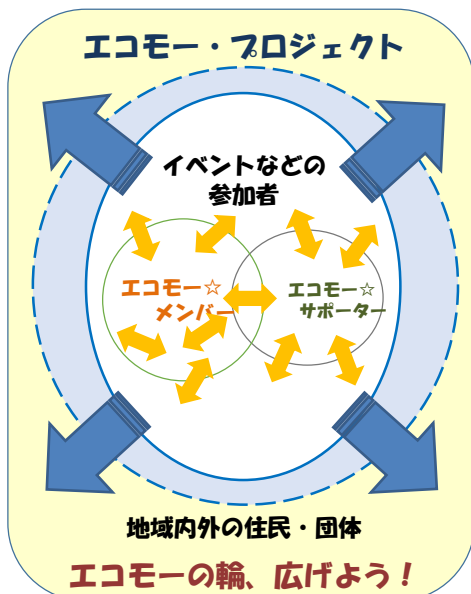 エコモー・プロジェクト
イベントなどの
参加者
エコモー☆
メンバー
エコモー☆
サポーター
地域内外の住民・団体
エコモーの輪、広げよう！